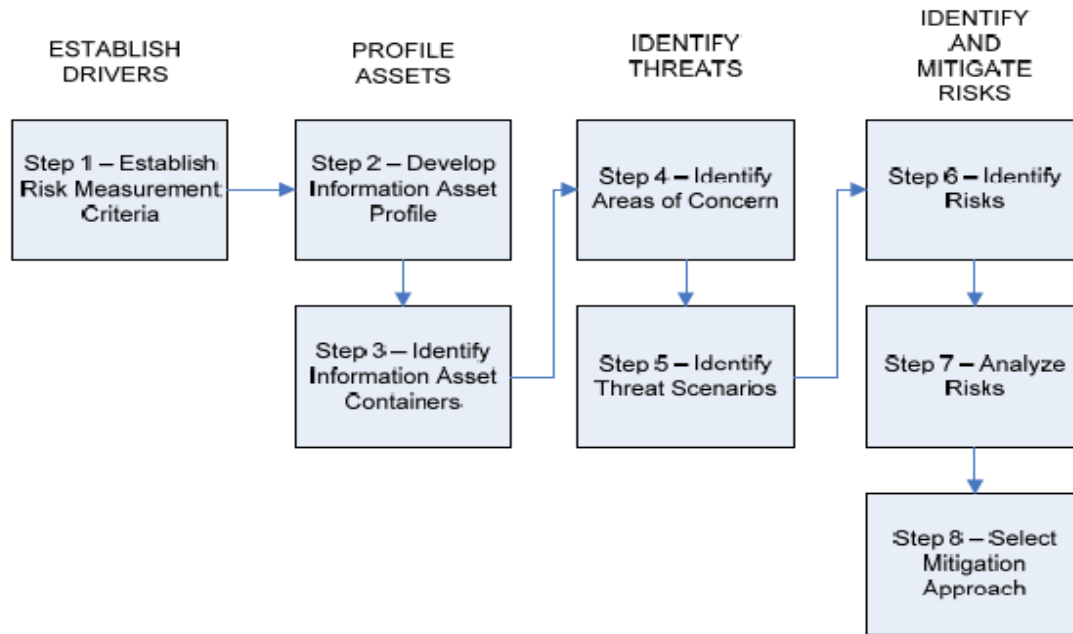 ESTABLISH
DRIVERS
PROFILE
ASSETS
IDENTIFY
THREATS
IDENTIFY
AND
MITIGATE
RISKS
Step 1 – Establish
Risk Measurement
Criteria
Step 2 – Develop
Information Asset
Profile
Step 3 – Identify
Information Asset
Containers
Step 4 – Identify
Areas of Concern
Step 5 – Identify
Threat Scenarios
Step 6 – Identify
Risks
Step 7 – Analyze
Risks
Step 8 – Select
Mitigation
Approach